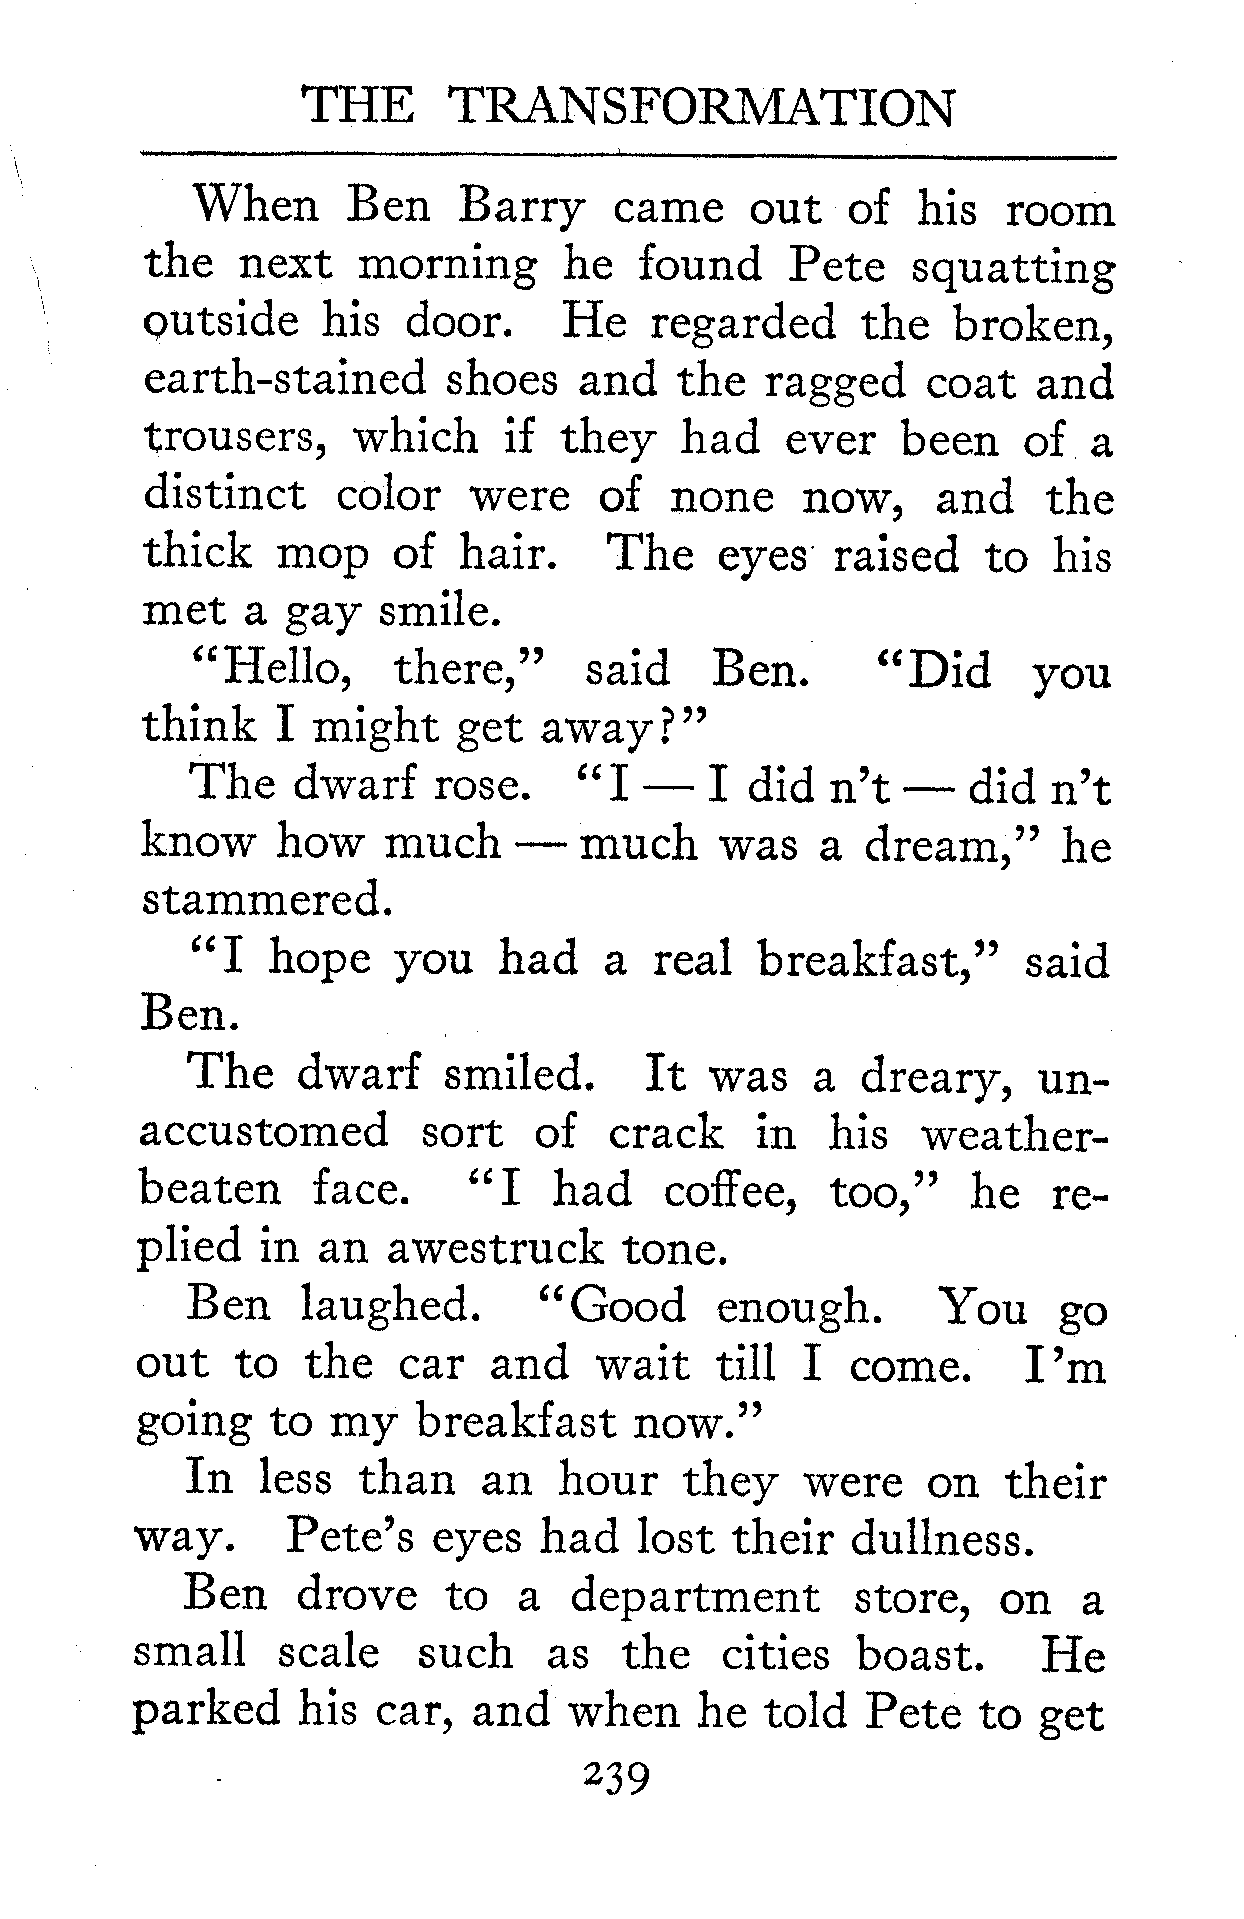 THE TRANSFORMATION
When Ben Barry came out of his room
the next morning he found Pete squatting
outside his door. He regarded the broken,
earth-stained shoes and the ragged coat and
trousers, which if they had ever been of a
distinct color were of none now, and the
thick mop of hair. The eyes raised to his
met a gay smile.
“Hello, there,” said Ben. “Did you
think I might get away?”
The dwarf rose. “I — I did n’t — did n’t
know how much — much was a dream,” he
stammered.
“I hope you had a real breakfast,” said
Ben.
The dwarf smiled. It was a dreary, un-
accustomed sort of crack in his weather-
beaten face. “I had coffee, too,” he re-
plied in an awestruck tone.
Ben laughed. “Good enough. You go
out to the car and wait till I come. I’m
going to my breakfast now.”
In less than an hour they were on their
way. Pete’s eyes had lost their dullness.
Ben drove to a department store, on a
small scale such as the cities boast. He
parked his car, and when he told Pete to get
239